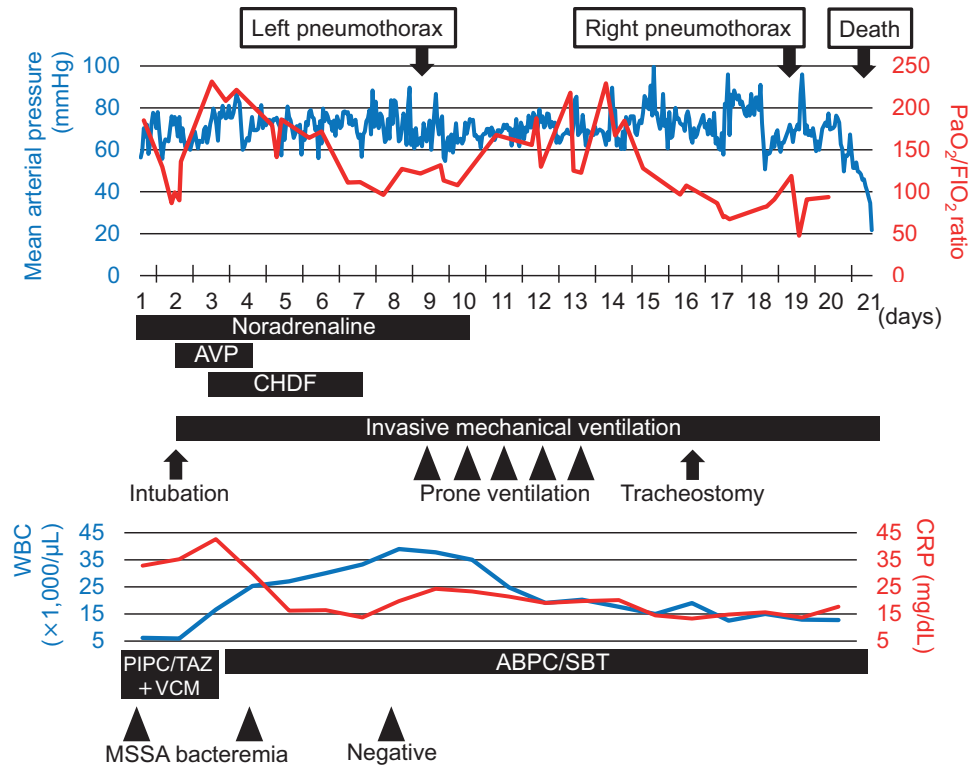 Left pneumothorax
Right pneumothorax
Death
Mean arterial pressure
(mmHg)
100
80
60
40
20
0
250
200
150
100
50
0
PaO2/FIO2 ratio
1 2 3 4 5 6 7 8 9 10 11 12 13 14 15 16 17 18 19 20 21
(days)
Noradrenaline
AVP
CHDF
Invasive mechanical ventilation
Intubation
Prone ventilation
Tracheostomy
WBC
(×1,000/μL)
45
35
25
15
5
45
35
25
15
5
CRP (mg/dL)
PIPC/TAZ
+VCM
ABPC/SBT
MSSA bacteremia
Negative